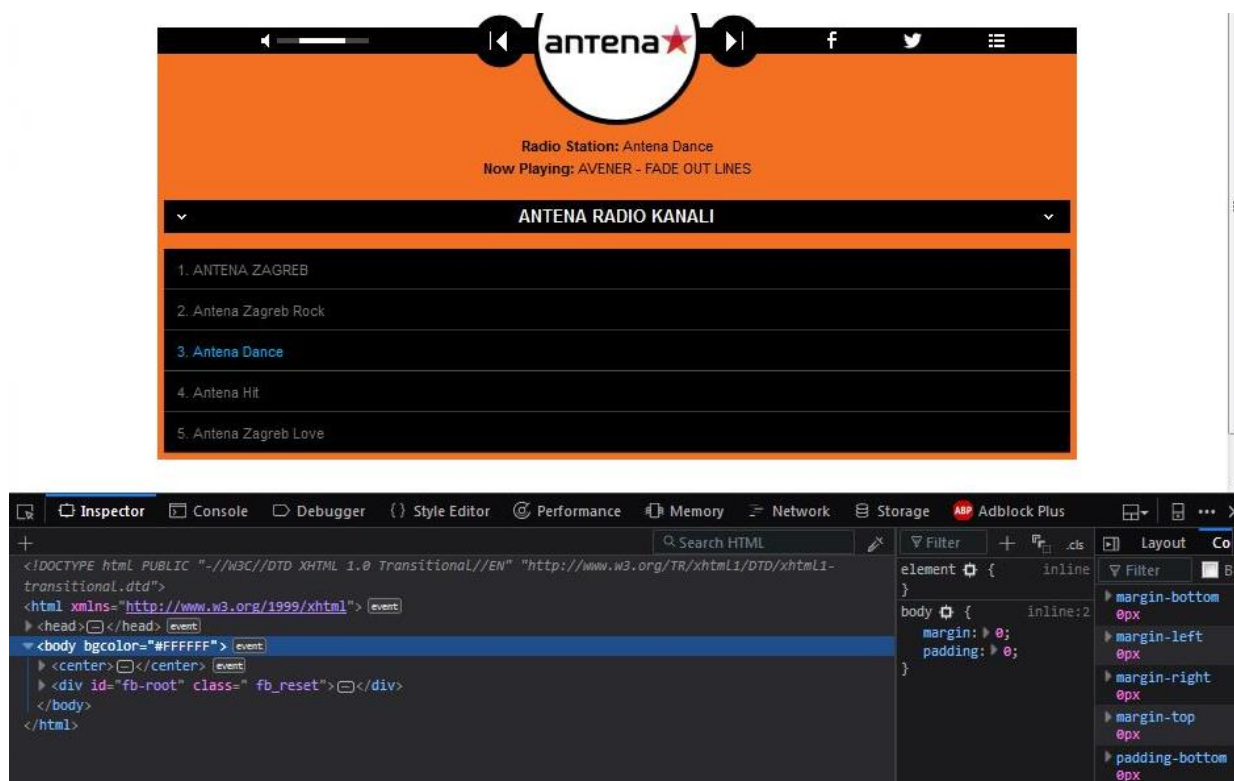 antena
f
Radio Station: Antena Dance
Now Playing: AVENER - FADE OUT LINES
ANTENA RADIO KANALI
1. ANTENA ZAGREB
2. Antena Zagreb Rock
3. Antena Dance
4. Antena Hit
5. Antena Zagreb Love
Inspector Console Debugger {} Style Editor Performance Memory Network Storage ABP Adblock Plus
+ Search HTML Filter + .cls Layout Co
<!DOCTYPE html PUBLIC "-//W3C//DTD XHTML 1.0 Transitional//EN" "http://www.w3.org/TR/xhtml1/DTD/xhtml1-
transitional.dtd">
<html xmlns="http://www.w3.org/1999/xhtml"> event
<head></head> event
<body bgcolor="#FFFFFF"> event
<center></center> event
<div id="fb-root" class=" fb_reset"></div>
</body>
</html>
element { inline
}
body { inline:2
margin: 0;
padding: 0;
}
Filter B
margin-bottom
0px
margin-left
0px
margin-right
0px
margin-top
0px
padding-bottom
0px